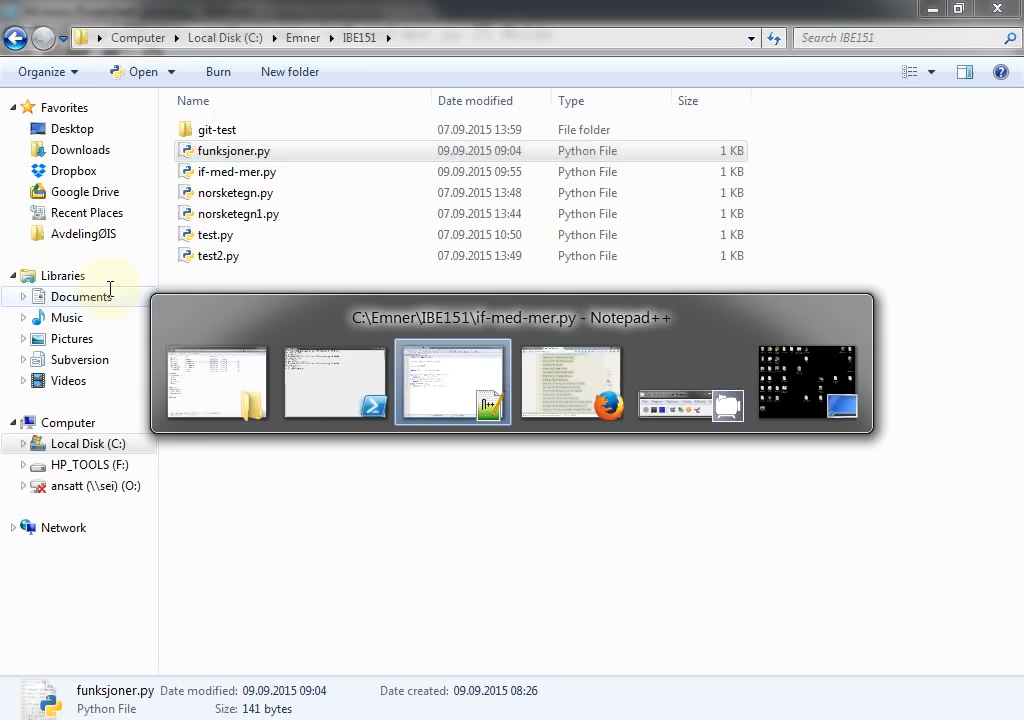 Computer Local Disk (C:) Emner IBE151 Search IBE151
Organize Open Burn New folder
Favorites
Desktop
Downloads
Dropbox
Google Drive
Recent Places
AvdelingØIS
Libraries
Documents
Music
Pictures
Subversion
Videos
Computer
Local Disk (C:)
HP_TOOLS (F:)
ansatt (\\sei) (O:)
Network
Name Date modified Type Size
git-test 07.09.2015 13:59 File folder
funksjoner.py 09.09.2015 09:04 Python File 1 KB
if-med-mer.py 09.09.2015 09:55 Python File 1 KB
norsketegn.py 07.09.2015 13:48 Python File 1 KB
norsketegn1.py 07.09.2015 13:44 Python File 1 KB
test.py 07.09.2015 10:50 Python File 1 KB
test2.py 07.09.2015 13:49 Python File 1 KB
C:\Emner\IBE151\if-med-mer.py - Notepad++
funksjoner.py Date modified: 09.09.2015 09:04 Date created: 09.09.2015 08:26
Python File Size: 141 bytes